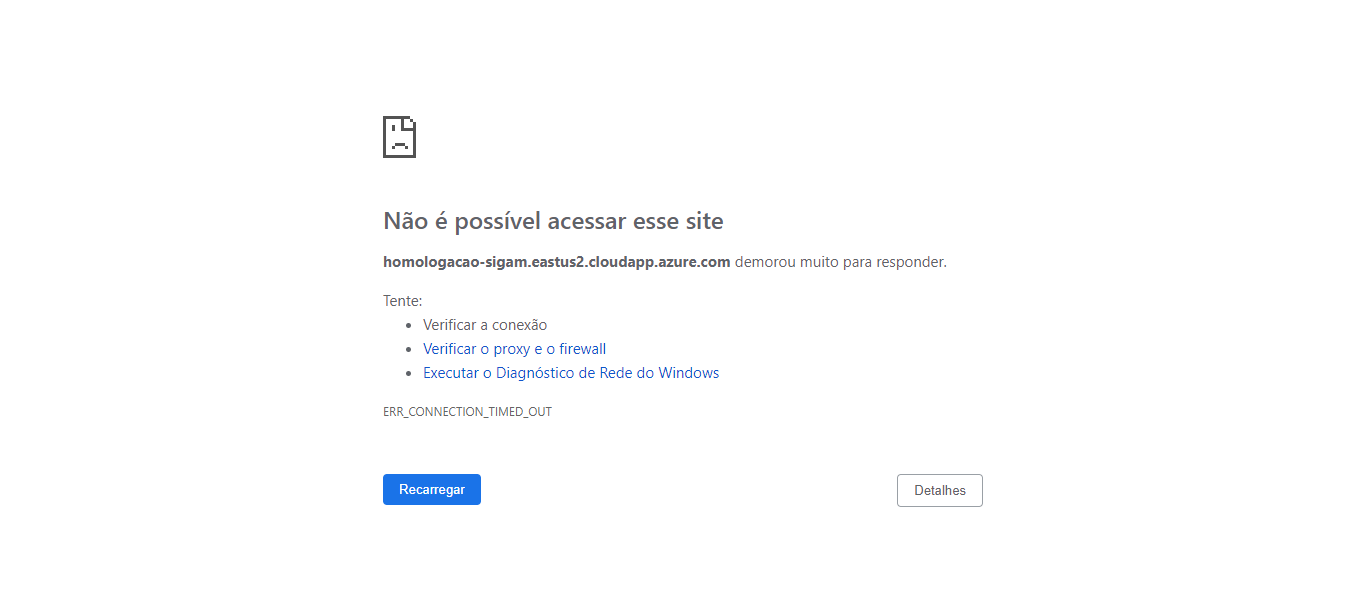 Não é possível acessar esse site
homologacao-sigam.eastus2.cloudapp.azure.com demorou muito para responder.
Tente:
• Verificar a conexão
• Verificar o proxy e o firewall
• Executar o Diagnóstico de Rede do Windows
ERR_CONNECTION_TIMED_OUT
Recarregar
Detalhes